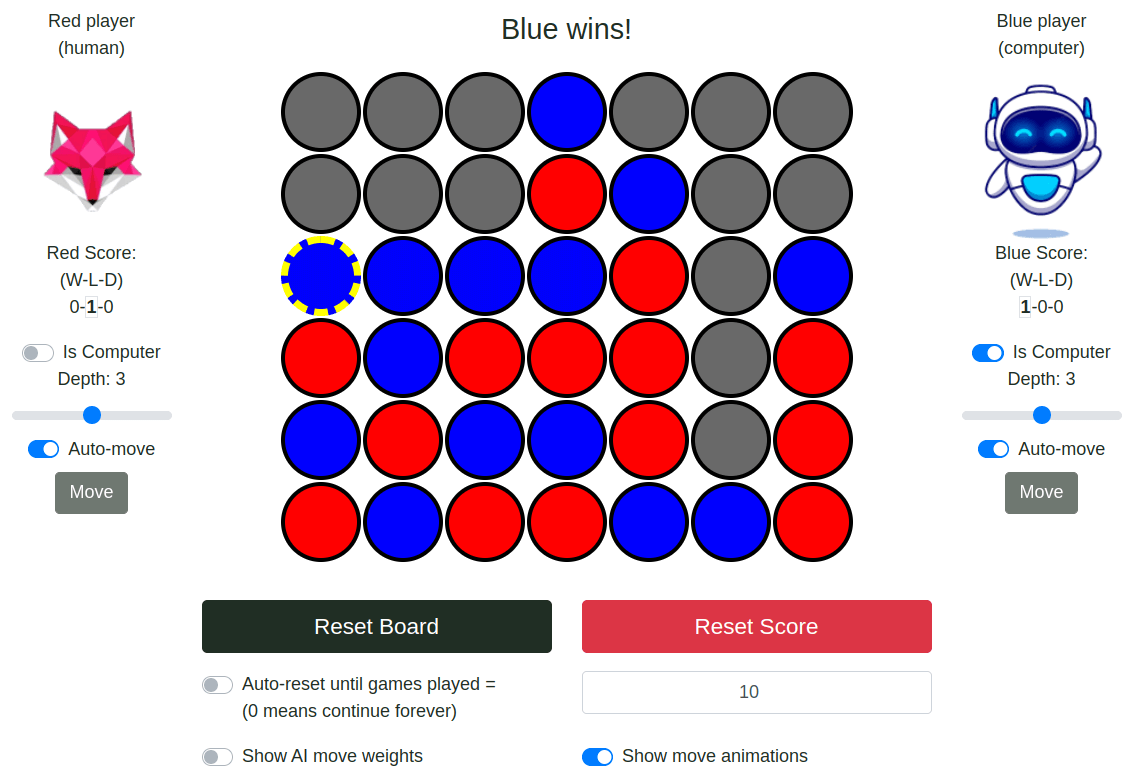 Red player
(human)
Blue wins!
Blue player
(computer)
Red Score:
(W-L-D)
0-1-0
Is Computer
Depth: 3
Auto-move
Move
Blue Score:
(W-L-D)
1-0-0
Is Computer
Depth: 3
Auto-move
Move
Reset Board
Reset Score
Auto-reset until games played =
(0 means continue forever)
10
Show AI move weights
Show move animations